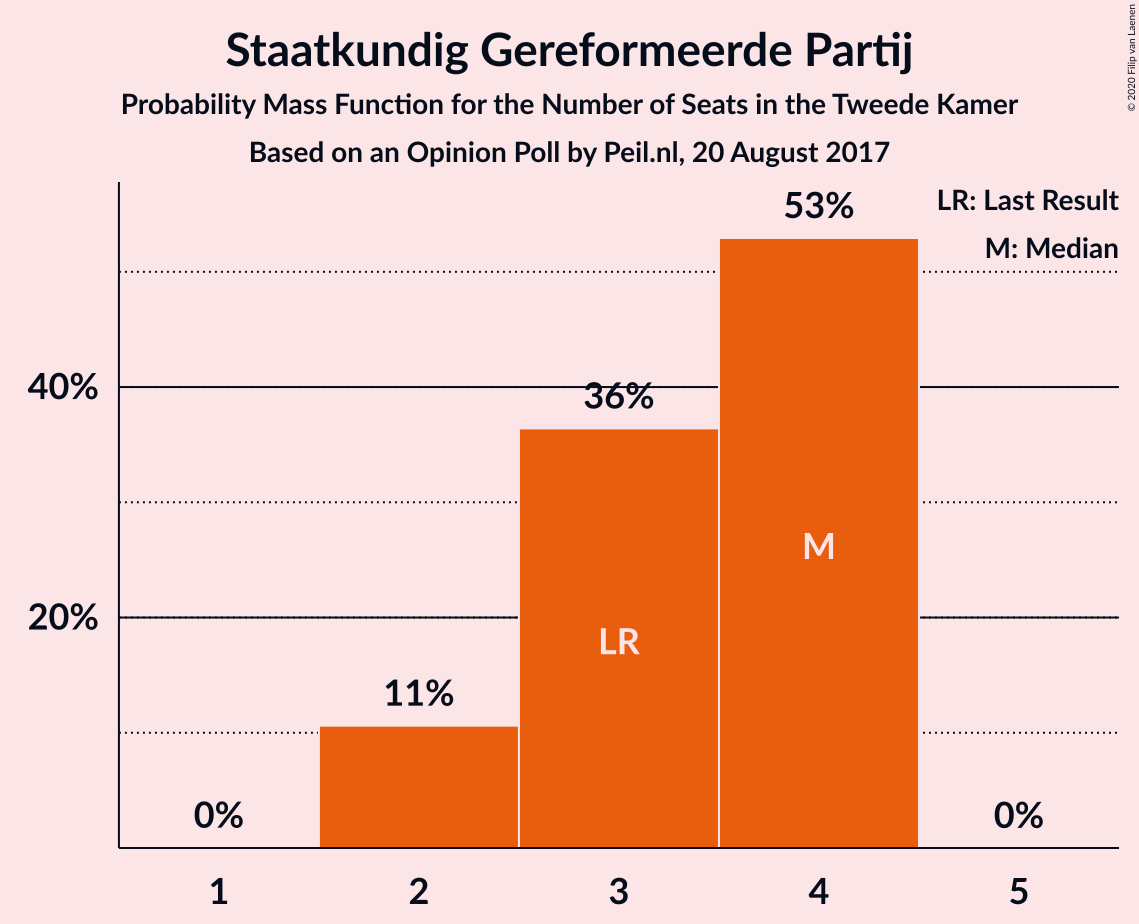 Staatkundig Gereformeerde Partij
Probability Mass Function for the Number of Seats in the Tweede Kamer
Based on an Opinion Poll by Peil.nl, 20 August 2017
© 2020 Filip van Laenen
LR: Last Result
M: Median
53%
40%
36%
M
20%
LR
11%
0%
0%
1
2
3
4
5